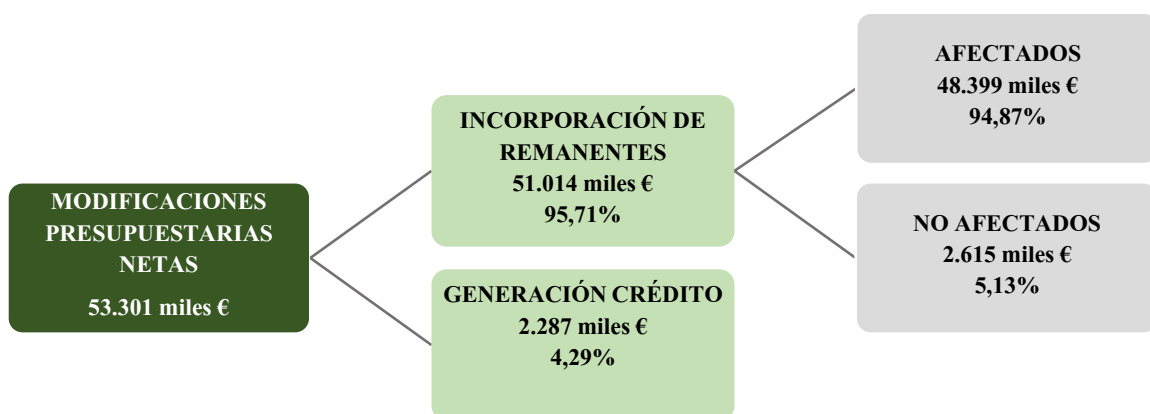 MODIFICACIONES
PRESUPUESTARIAS
NETAS
53.301 miles €
INCORPORACIÓN DE
REMANENTES
51.014 miles €
95,71%
GENERACIÓN CRÉDITO
2.287 miles €
4,29%
AFECTADOS
48.399 miles €
94,87%
NO AFECTADOS
2.615 miles €
5,13%